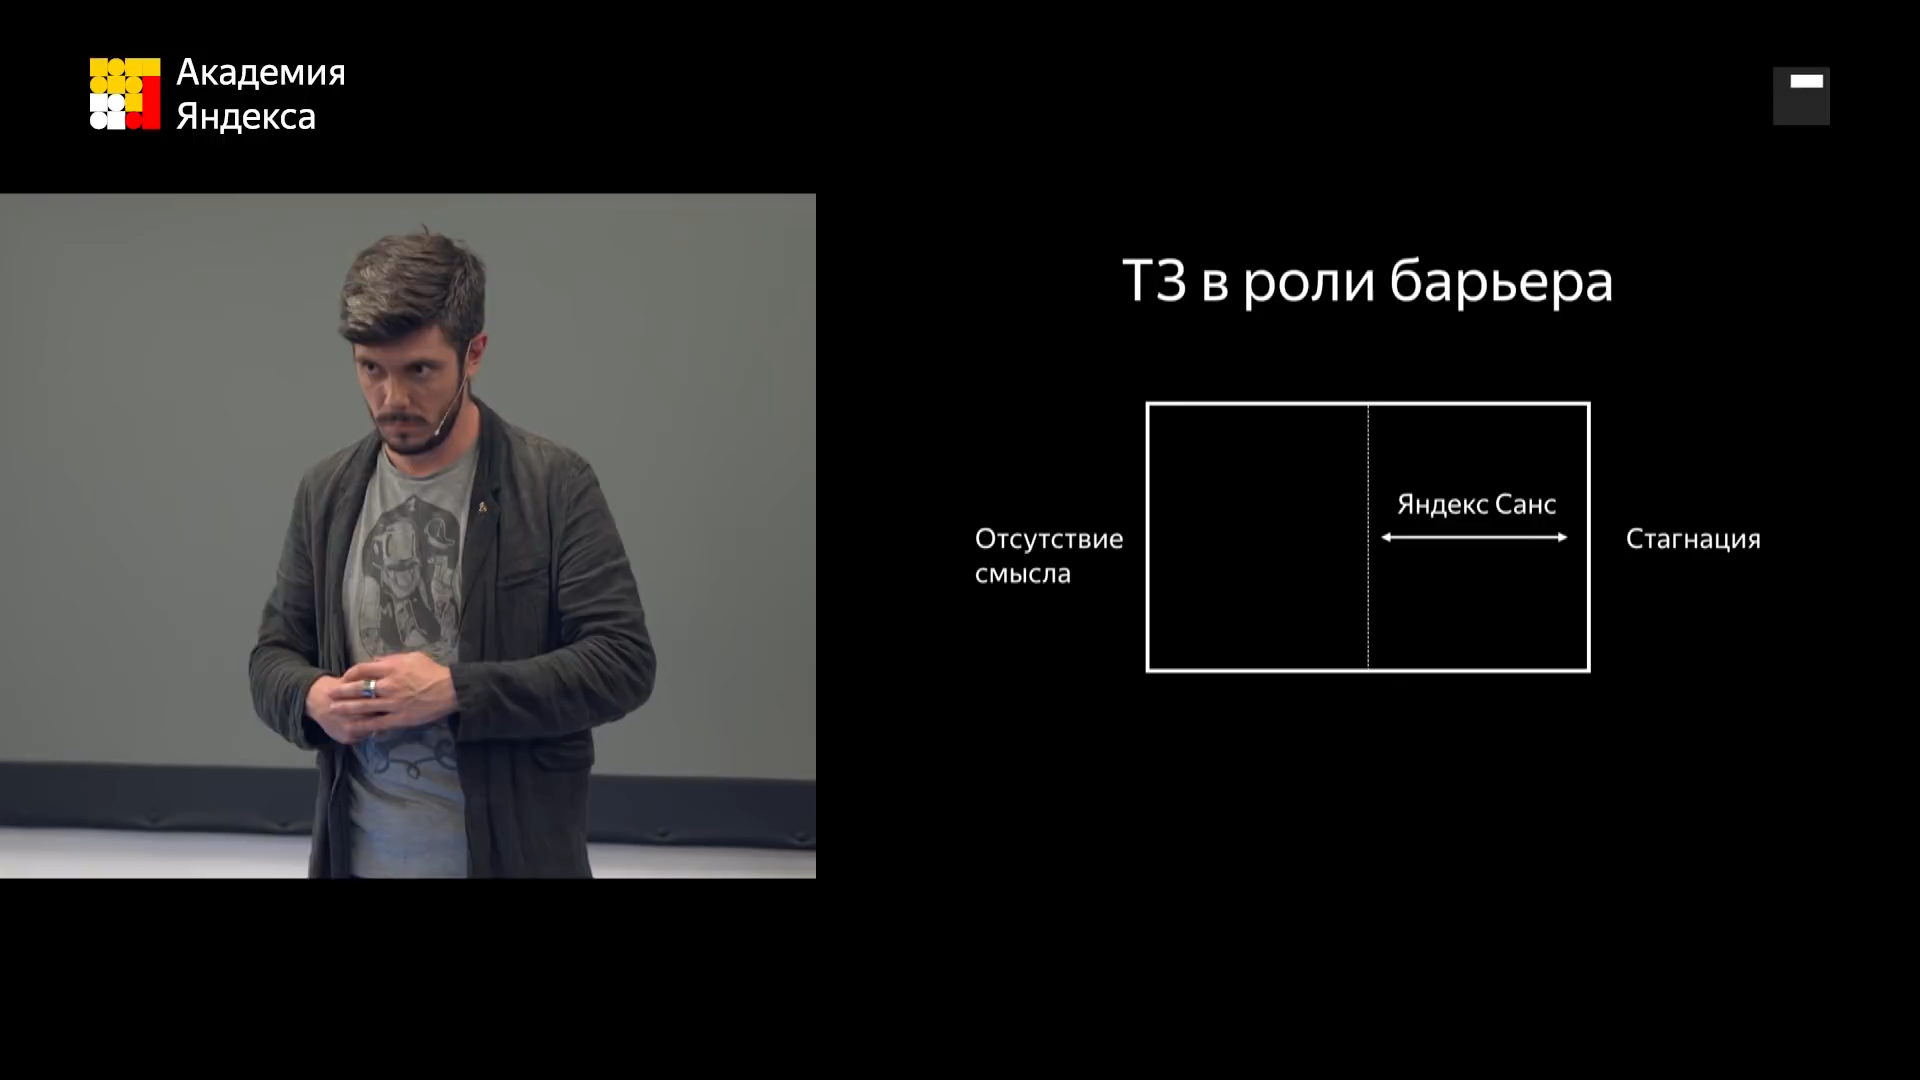 Академия
Яндекса
ТЗ в роли барьера
Яндекс Санс
Отсутствие
смысла
Стагнация